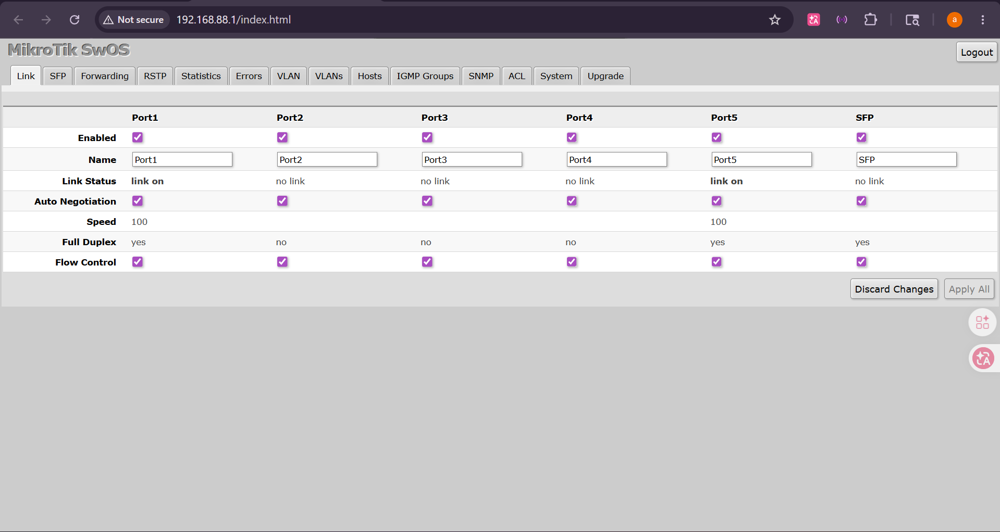 Not secure 192.168.88.1/index.html a
MikroTik SwOS
Logout
Link SFP Forwarding RSTP Statistics Errors VLAN VLANs Hosts IGMP Groups SNMP ACL System Upgrade
Port1 Port2 Port3 Port4 Port5 SFP
Enabled
Name Port1 Port2 Port3 Port4 Port5 SFP
Link Status link on no link no link no link link on no link
Auto Negotiation
Speed 100 100
Full Duplex yes no no no yes yes
Flow Control
Discard Changes Apply All